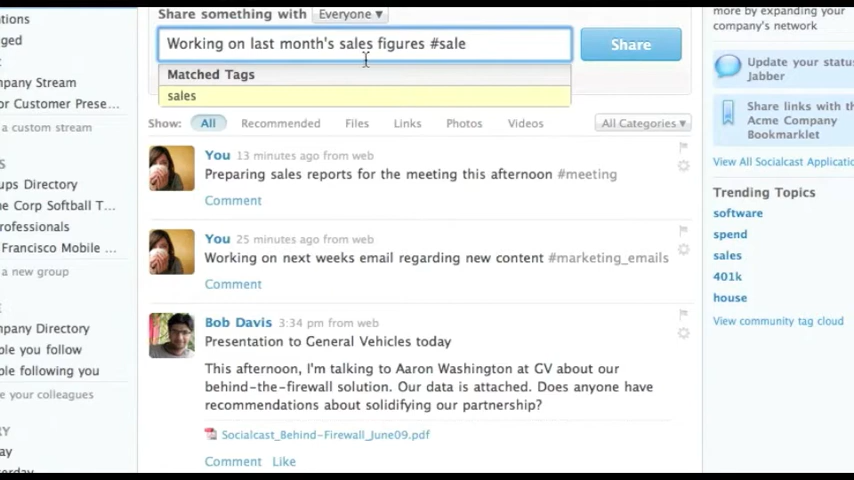 more by expanding your
Share something with Everyone ▾
company's network
ged
Working on last month's sales figures #sale
Share
Update your status
Jabber
Matched Tags
mpany Stream
sales
or Customer Prese...
Share links with the
Acme Company
Bookmarklet
a custom stream
Show: All Recommended Files Links Photos Videos All Categories ▾
You 13 minutes ago from web
Preparing sales reports for the meeting this afternoon #meeting
Comment
View All Socialcast Applicatio
ups Directory
Trending Topics
me Corp Softball T...
software
rofessionals
spend
Francisco Mobile ...
sales
a new group
401k
house
You 25 minutes ago from web
Working on next weeks email regarding new content #marketing_emails
Comment
View community tag cloud
mpany Directory
ple you follow
ple following you
e your colleagues
Bob Davis 3:34 pm from web
Presentation to General Vehicles today
This afternoon, I'm talking to Aaron Washington at GV about our
behind-the-firewall solution. Our data is attached. Does anyone have
recommendations about solidifying our partnership?
Socialcast_Behind-Firewall_June09.pdf
Comment Like